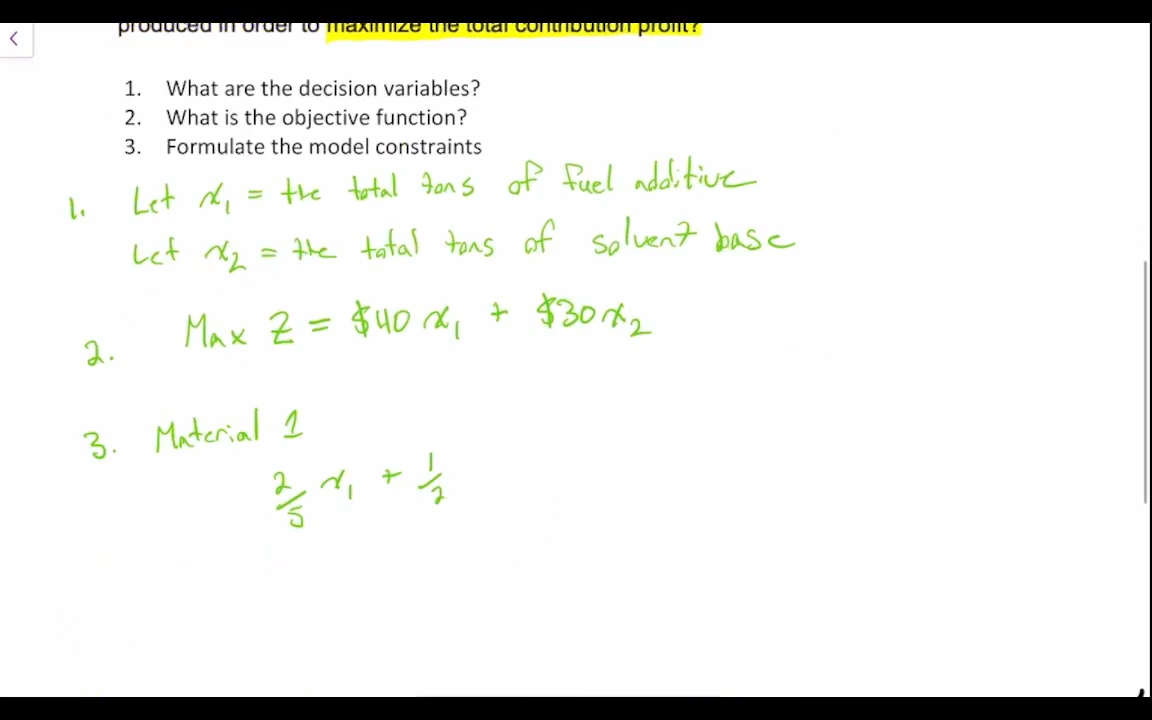 produced in order to maximize the total contribution profit?
1. What are the decision variables?
2. What is the objective function?
3. Formulate the model constraints
1. Let x₁ = the total tons of fuel additive
Let x₂ = the total tons of solvent base
2. Max Z = $40 x₁ + $30x₂
3. Material 1
2/5 x₁ + 1/2